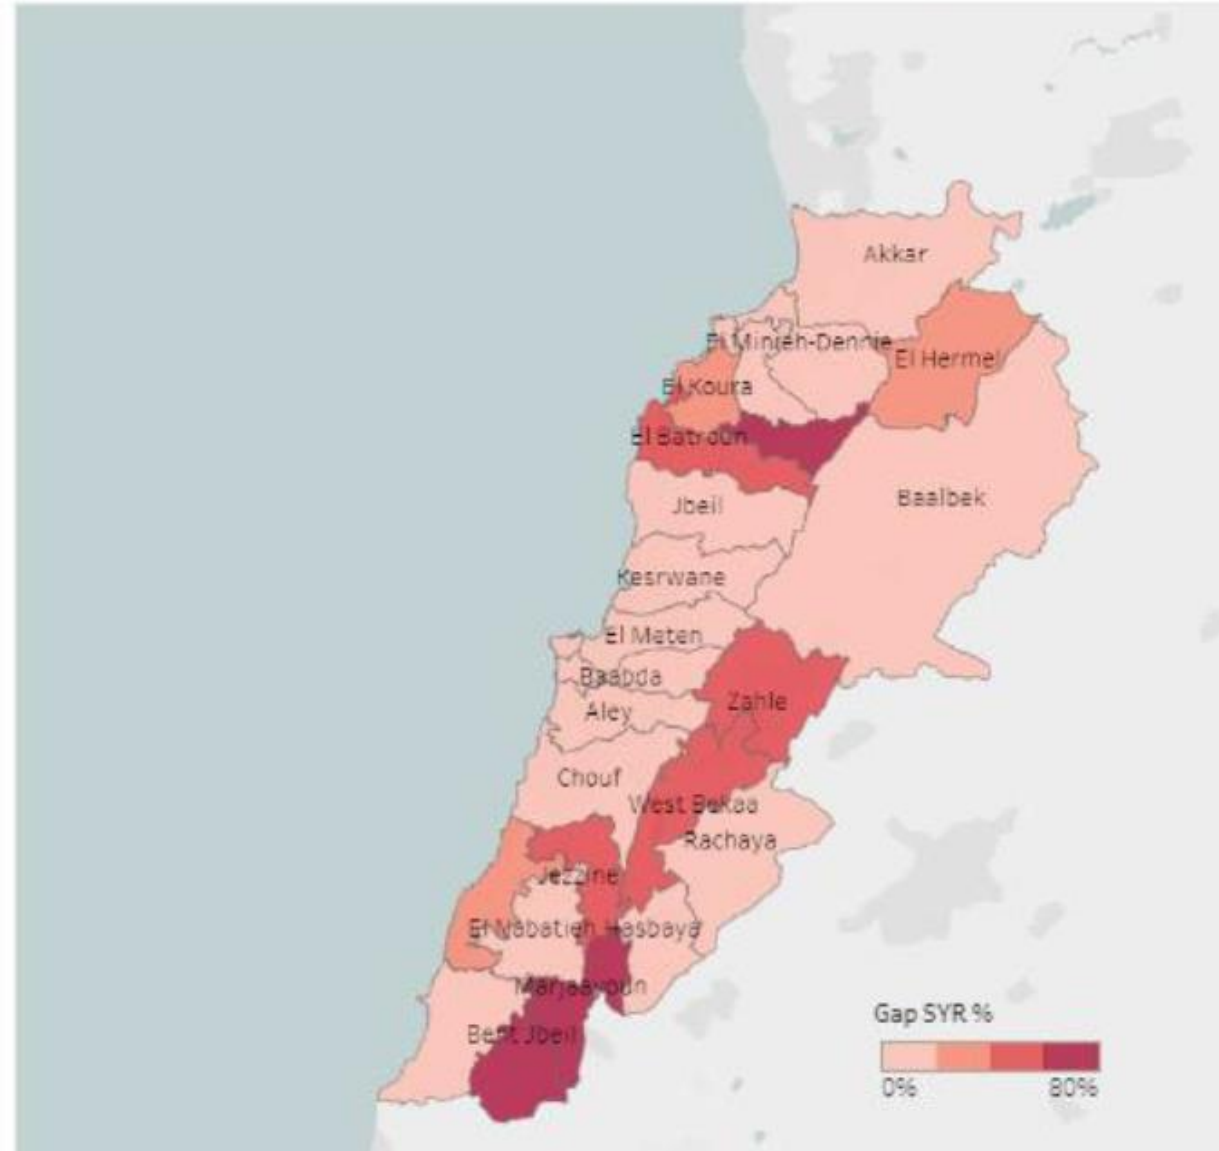 Akkar
El Minieh-Dennie
El Hermel
El Koura
El Batroun
Baalbek
Jbeil
Kesrwane
El Meten
Baabda
Zahle
Aley
Chouf
West Bekaa
Rachaya
Jezzine
El Nabatieh
Hasbaya
Marjaayoun
Bent Jbeil
Gap SYR %
0%
80%